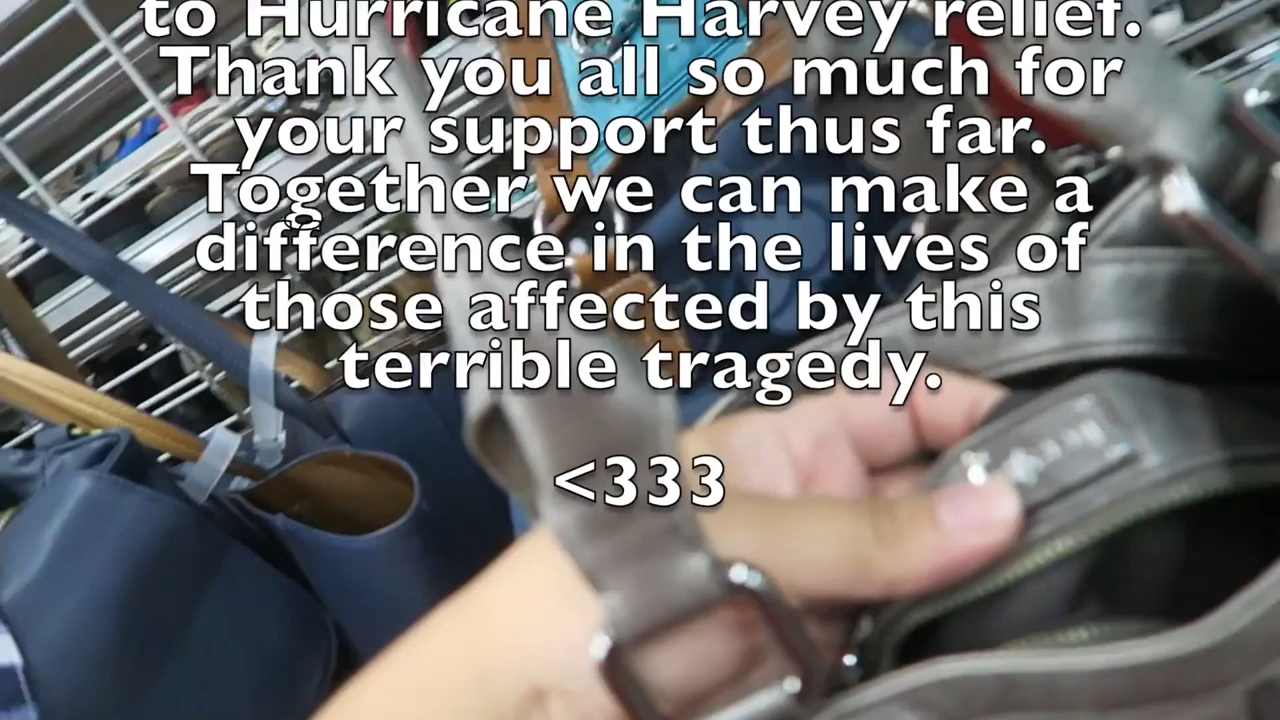 to Hurricane Harvey relief.
Thank you all so much for
your support thus far.
Together we can make a
difference in the lives of
those affected by this
terrible tragedy.
<333